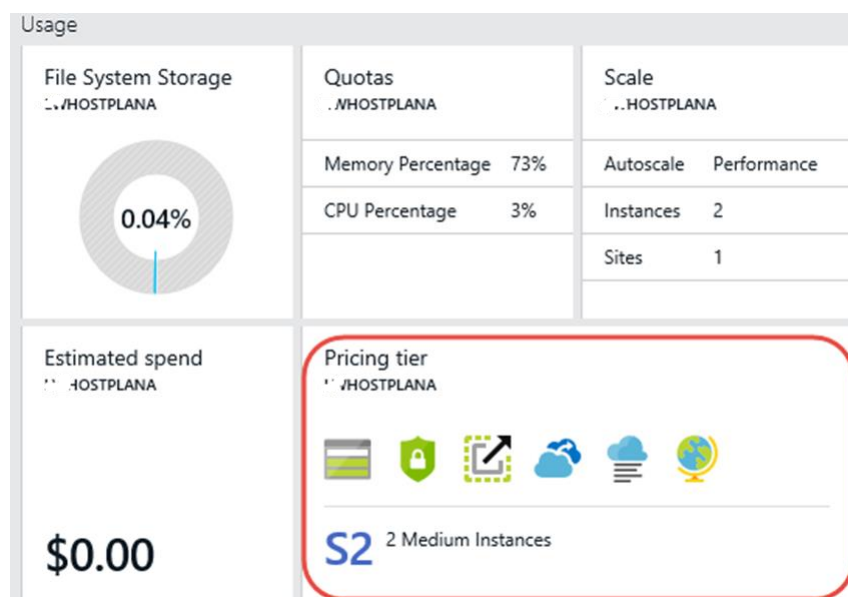 Usage
File System Storage
Quotas
Scale
Memory Percentage 73%
Autoscale Performance
CPU Percentage 3%
Instances 2
0.04%
Sites 1
Estimated spend
Pricing tier
$0.00
S2 2 Medium Instances